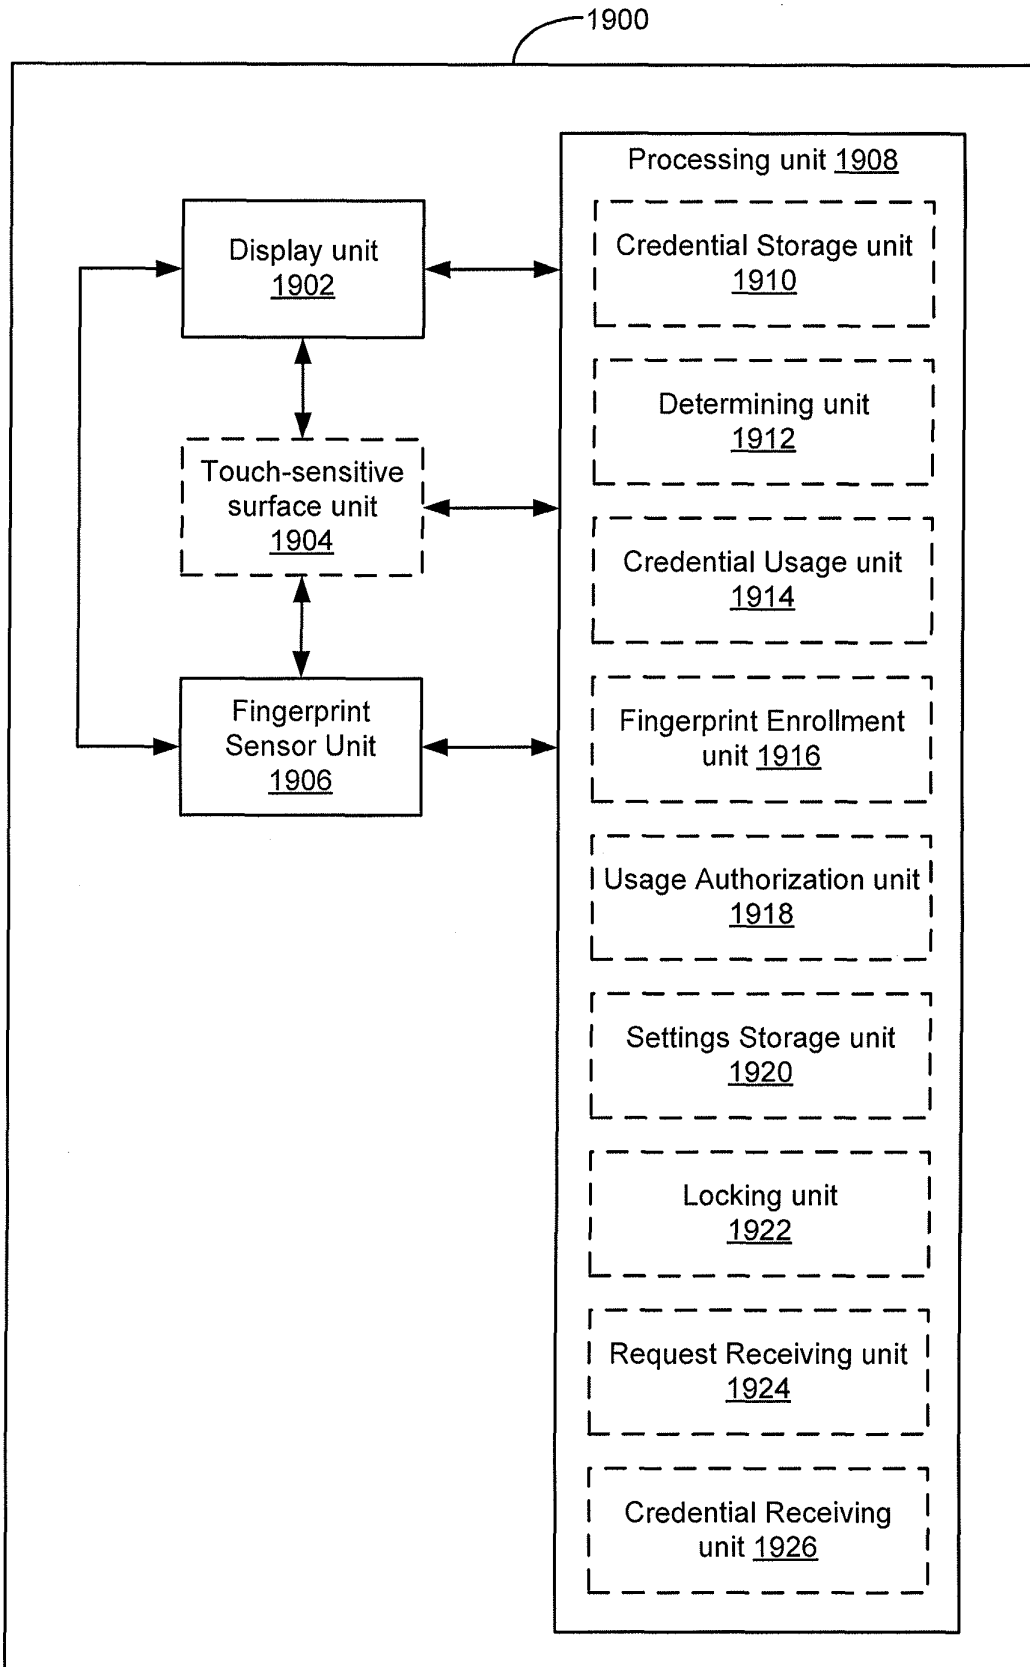 1900
Processing unit 1908
Display unit
1902
Touch-sensitive
surface unit
1904
Fingerprint
Sensor Unit
1906
Credential Storage unit
1910
Determining unit
1912
Credential Usage unit
1914
Fingerprint Enrollment
unit 1916
Usage Authorization unit
1918
Settings Storage unit
1920
Locking unit
1922
Request Receiving unit
1924
Credential Receiving
unit 1926